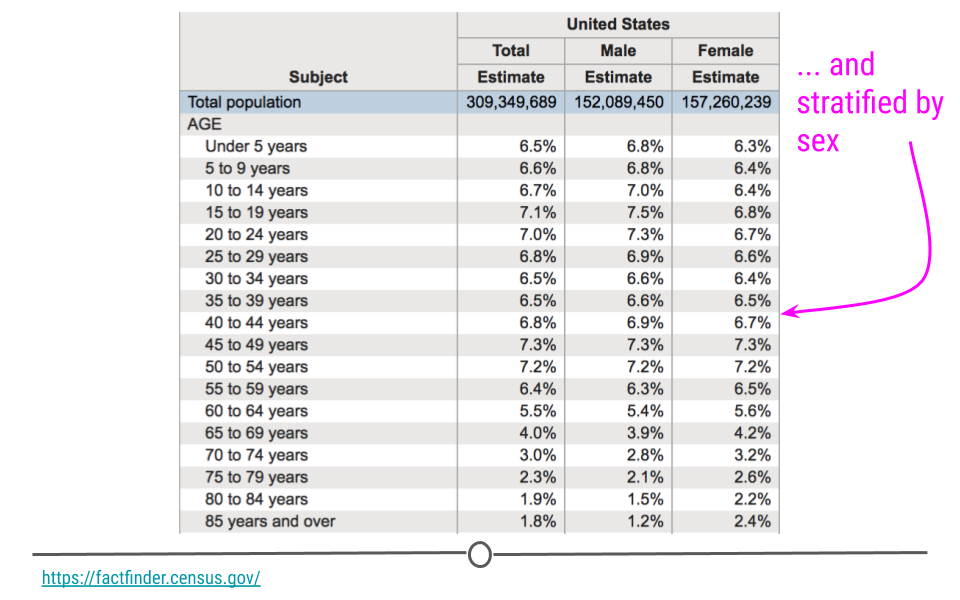 United States
Total Male Female
Subject Estimate Estimate Estimate
Total population 309,349,689 152,089,450 157,260,239
AGE
Under 5 years 6.5% 6.8% 6.3%
5 to 9 years 6.6% 6.8% 6.4%
10 to 14 years 6.7% 7.0% 6.4%
15 to 19 years 7.1% 7.5% 6.8%
20 to 24 years 7.0% 7.3% 6.7%
25 to 29 years 6.8% 6.9% 6.6%
30 to 34 years 6.5% 6.6% 6.4%
35 to 39 years 6.5% 6.6% 6.5%
40 to 44 years 6.8% 6.9% 6.7%
45 to 49 years 7.3% 7.3% 7.3%
50 to 54 years 7.2% 7.2% 7.2%
55 to 59 years 6.4% 6.3% 6.5%
60 to 64 years 5.5% 5.4% 5.6%
65 to 69 years 4.0% 3.9% 4.2%
70 to 74 years 3.0% 2.8% 3.2%
75 to 79 years 2.3% 2.1% 2.6%
80 to 84 years 1.9% 1.5% 2.2%
85 years and over 1.8% 1.2% 2.4%
... and
stratified by
sex
https://factfinder.census.gov/